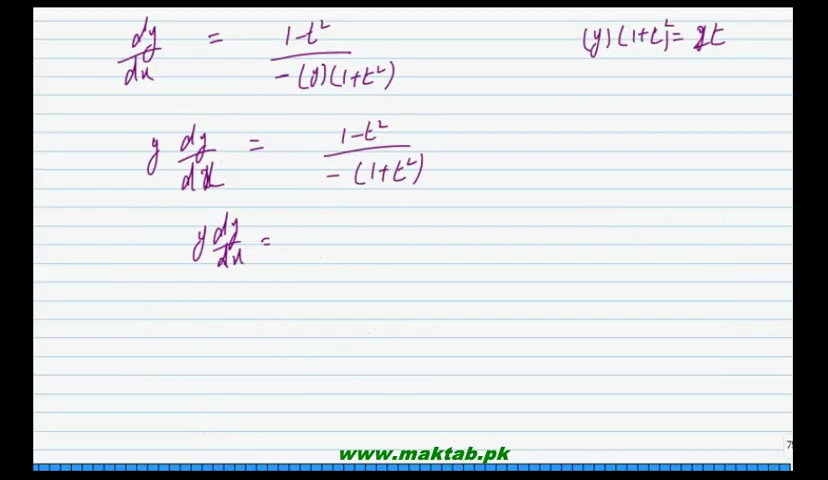 dy/dx = 1-t² / -(y)(1+t²)
(y)(1+t²)= 2t
y dy/dx = 1-t² / -(1+t²)
y dy/dx =
www.maktab.pk